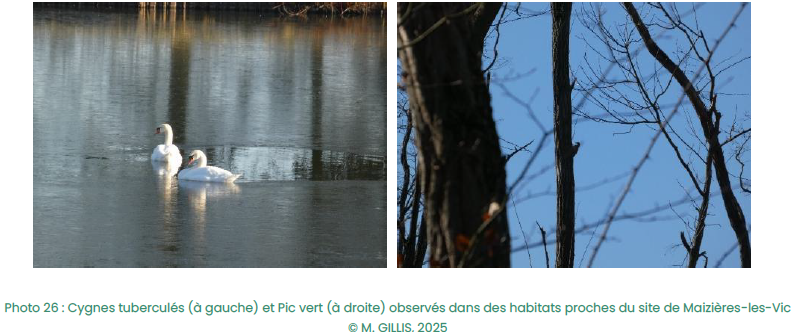 Photo 26 : Cygnes tuberculés (à gauche) et Pic vert (à droite) observés dans des habitats proches du site de Maizières-les-Vic
© M. GILLIS. 2025